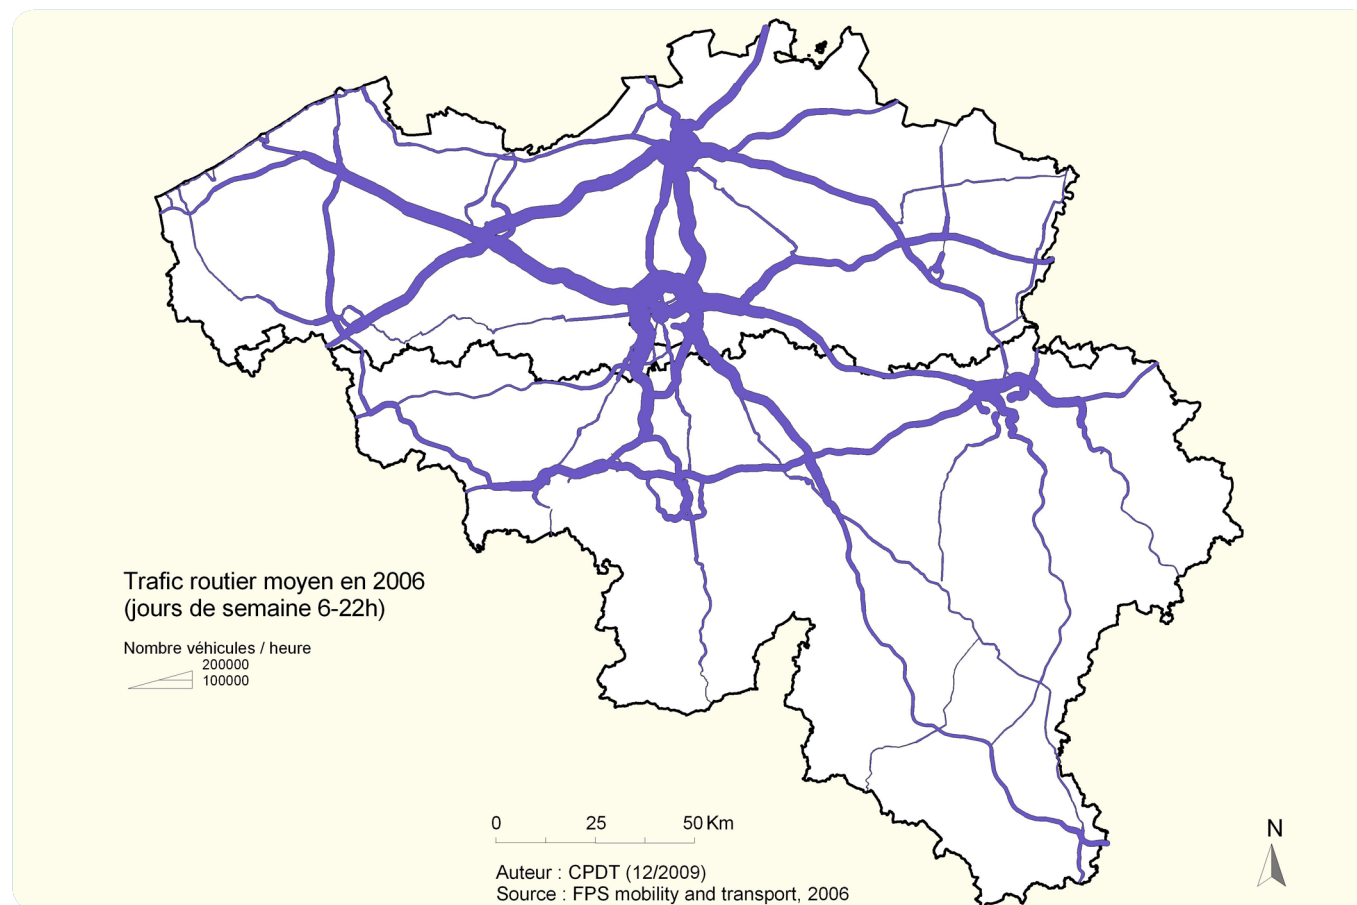 Trafic routier moyen en 2006
(jours de semaine 6-22h)
Nombre véhicules / heure
200000
100000
0 25 50 Km
N
Auteur : CPDT (12/2009)
Source : FPS mobility and transport, 2006